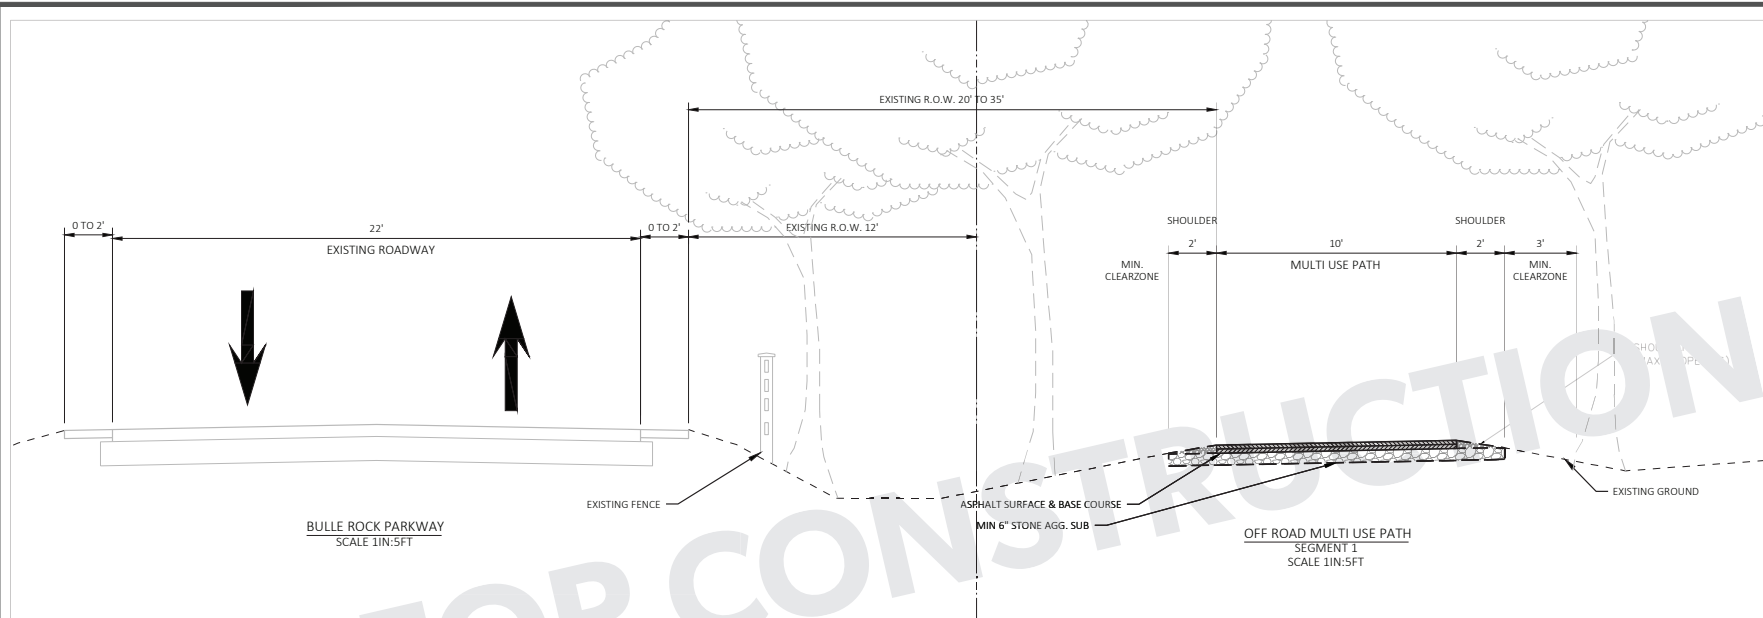 EXISTING R.O.W. 20' TO 35'
0 TO 2'
22'
EXISTING ROADWAY
0 TO 2'
EXISTING R.O.W. 12'
SHOULDER
SHOULDER
2'
10'
2'
3'
MIN.
CLEARZONE
MULTI USE PATH
MIN.
CLEARZONE
EXISTING FENCE
ASPHALT SURFACE & BASE COURSE
MIN 6" STONE AGG. SUB
EXISTING GROUND
BULLE ROCK PARKWAY
SCALE 1IN:5FT
OFF ROAD MULTI USE PATH
SEGMENT 1
SCALE 1IN:5FT
FOR CONSTRUCTION